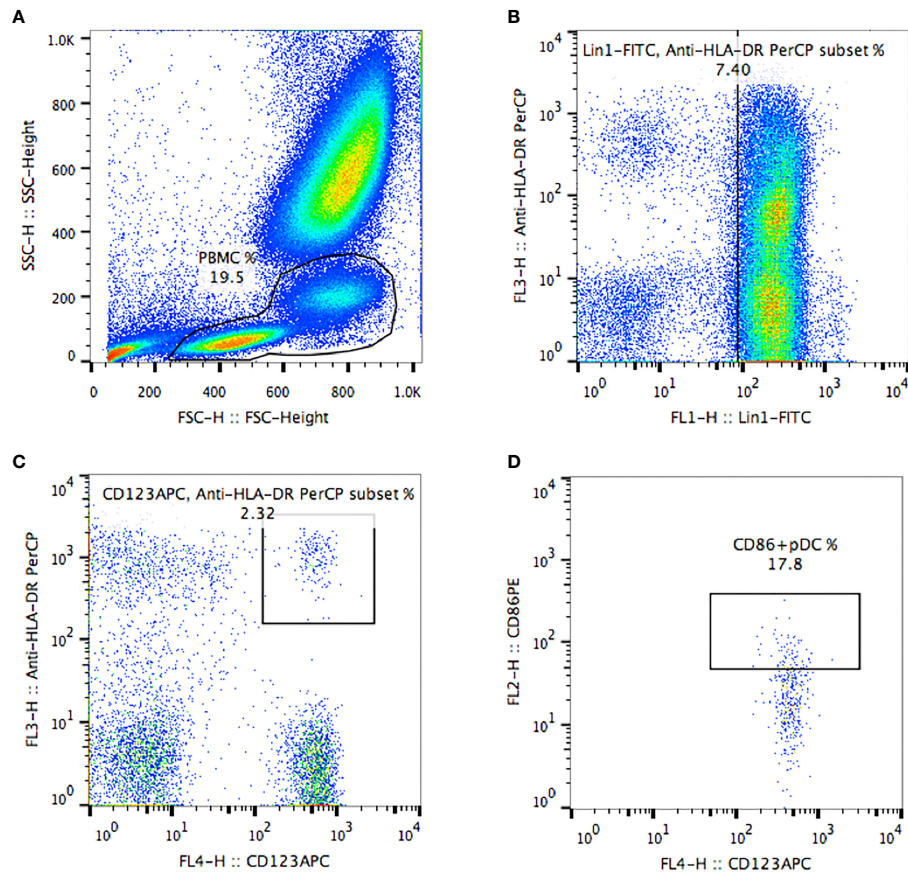 A
SSC-H :: SSC-Height
1.0K
800
600
400
200
0
PBMC %
19.5
0 200 400 600 800 1.0K
FSC-H :: FSC-Height
B
FL3-H :: Anti-HLA-DR PerCP
10^4
10^3
10^2
10^1
10^0
Lin1-FITC, Anti-HLA-DR PerCP subset %
7.40
10^0 10^1 10^2 10^3 10^4
FL1-H :: Lin1-FITC
C
FL3-H :: Anti-HLA-DR PerCP
10^4
10^3
10^2
10^1
10^0
CD123APC, Anti-HLA-DR PerCP subset %
2.32
10^0 10^1 10^2 10^3 10^4
FL4-H :: CD123APC
D
FL2-H :: CD86PE
10^4
10^3
10^2
10^1
10^0
CD86+pDC %
17.8
10^0 10^1 10^2 10^3 10^4
FL4-H :: CD123APC